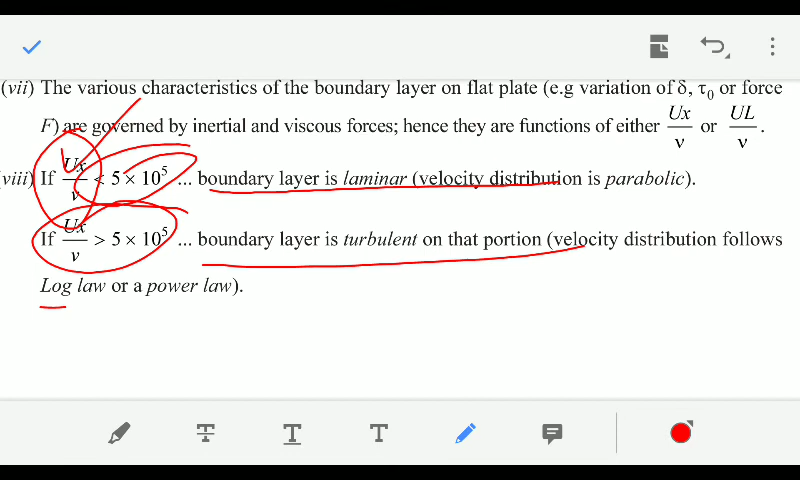 (vii) The various characteristics of the boundary layer on flat plate (e.g variation of δ, τ₀ or force
F) are governed by inertial and viscous forces; hence they are functions of either Ux/ν or UL/ν.
(viii) If Ux/ν < 5 × 10⁵ ... boundary layer is laminar (velocity distribution is parabolic).
If Ux/ν > 5 × 10⁵ ... boundary layer is turbulent on that portion (velocity distribution follows
Log law or a power law).